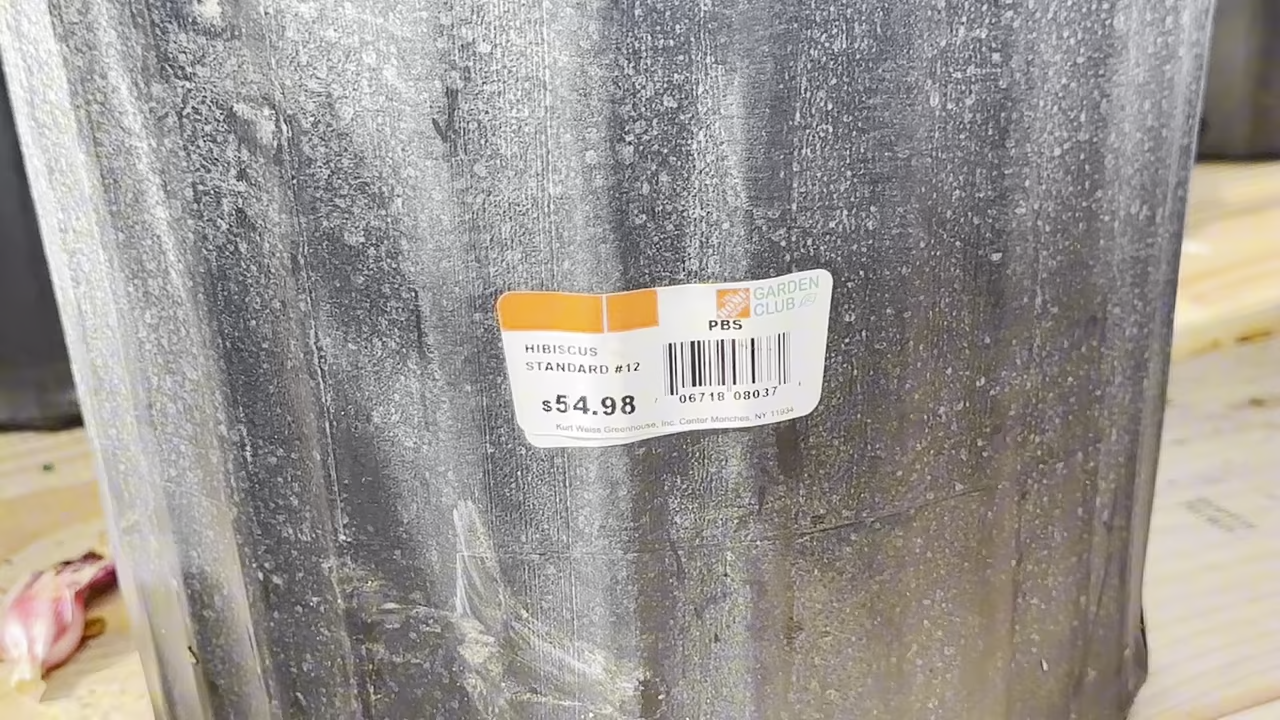 THE HOME DEPOT
GARDEN
CLUB
PBS
HIBISCUS
STANDARD #12
$54.98
06718 08037
Kurt Weiss Greenhouse, Inc. Center Moriches, NY 11934